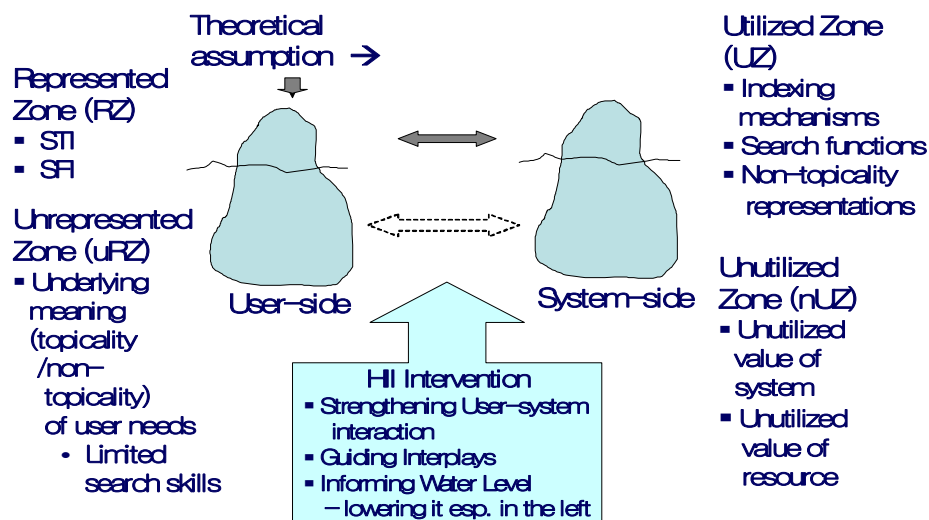 Theoretical
assumption →
Represented
Zone (RZ)
▪ STI
▪ SFI
Unrepresented
Zone (uRZ)
▪ Underlying
meaning
(topicality
/non-
topicality)
of user needs
• Limited
search skills
User-side
System-side
HII Intervention
▪ Strengthening User-system
interaction
▪ Guiding Interplays
▪ Informing Water Level
– lowering it esp. in the left
Utilized Zone
(UZ)
▪ Indexing
mechanisms
▪ Search functions
▪ Non-topicality
representations
Unutilized
Zone (nUZ)
▪ Unutilized
value of
system
▪ Unutilized
value of
resource